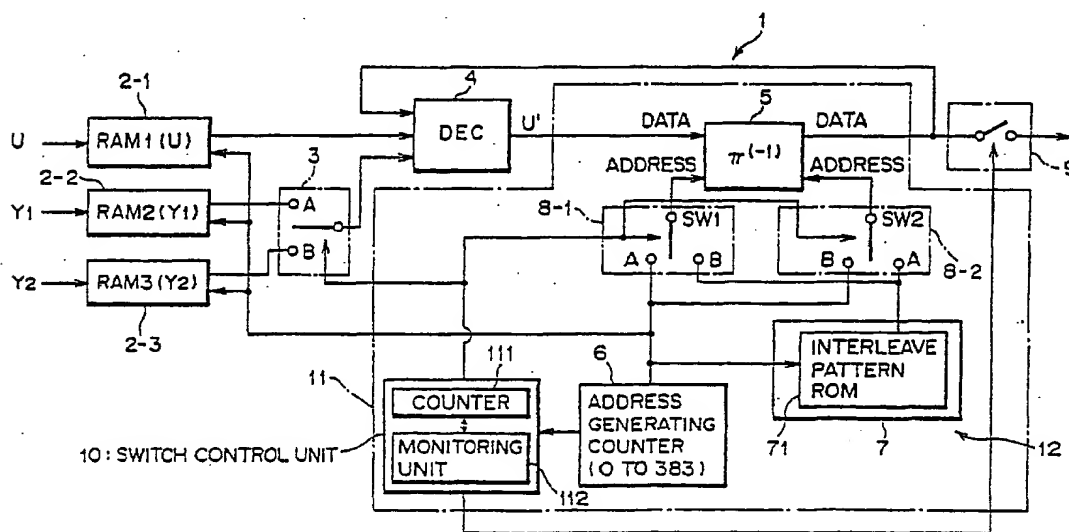 1
2-1
4
U
RAM1 (U)
DEC
U'
DATA
5
DATA
π(-1)
ADDRESS
ADDRESS
9
2-2
3
Y1
RAM2 (Y1)
A
B
8-1
SW1
SW2
A
B
B
A
8-2
Y2
RAM3 (Y2)
2-3
11
111
COUNTER
MONITORING
UNIT
112
10: SWITCH CONTROL UNIT
6
ADDRESS
GENERATING
COUNTER
(0 TO 383)
INTERLEAVE
PATTERN
ROM
71
7
12